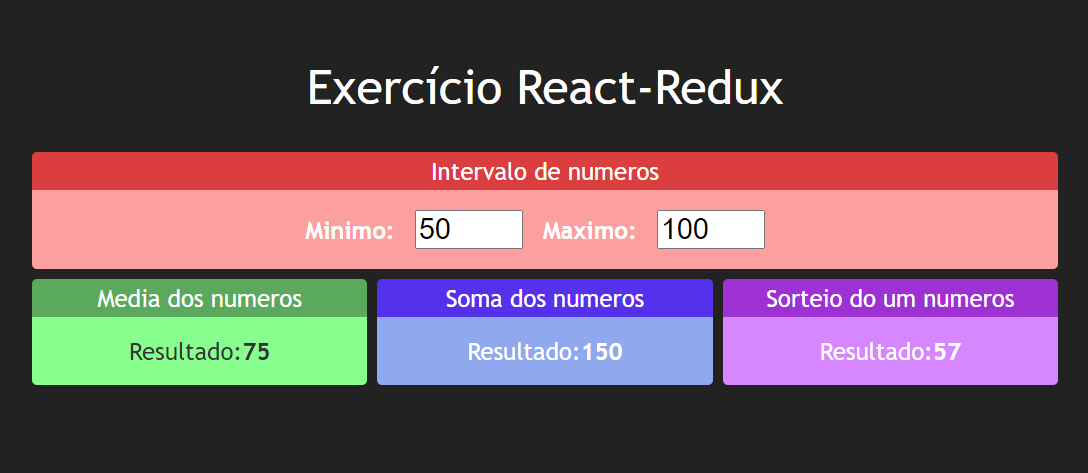 Exercício React-Redux
Intervalo de numeros
Minimo: 50 Maximo: 100
Media dos numeros
Resultado:75
Soma dos numeros
Resultado:150
Sorteio do um numeros
Resultado:57